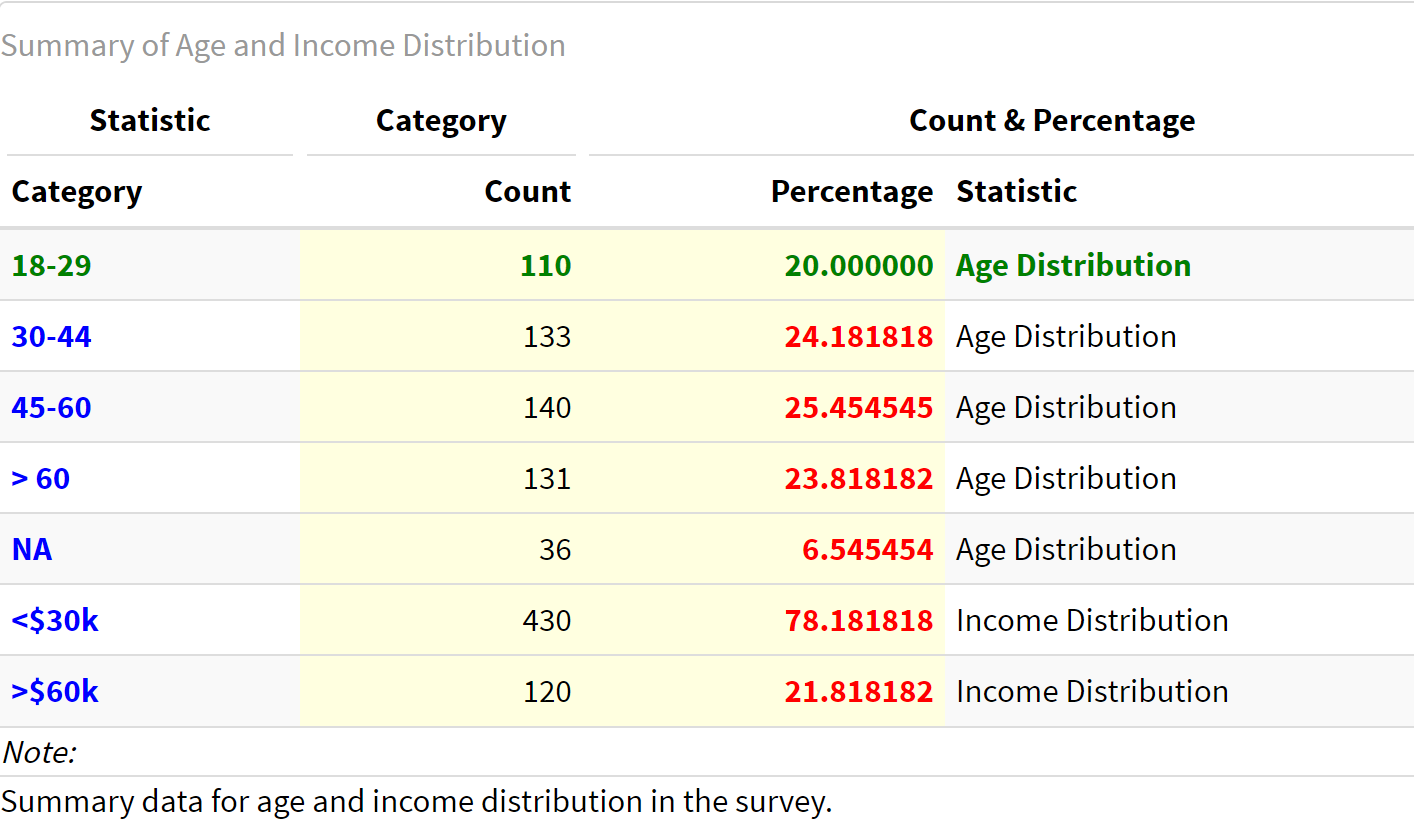 Summary of Age and Income Distribution
Statistic Category Count & Percentage
Category Count Percentage Statistic
18-29 110 20.000000 Age Distribution
30-44 133 24.181818 Age Distribution
45-60 140 25.454545 Age Distribution
> 60 131 23.818182 Age Distribution
NA 36 6.545454 Age Distribution
<$30k 430 78.181818 Income Distribution
>$60k 120 21.818182 Income Distribution
Note:
Summary data for age and income distribution in the survey.